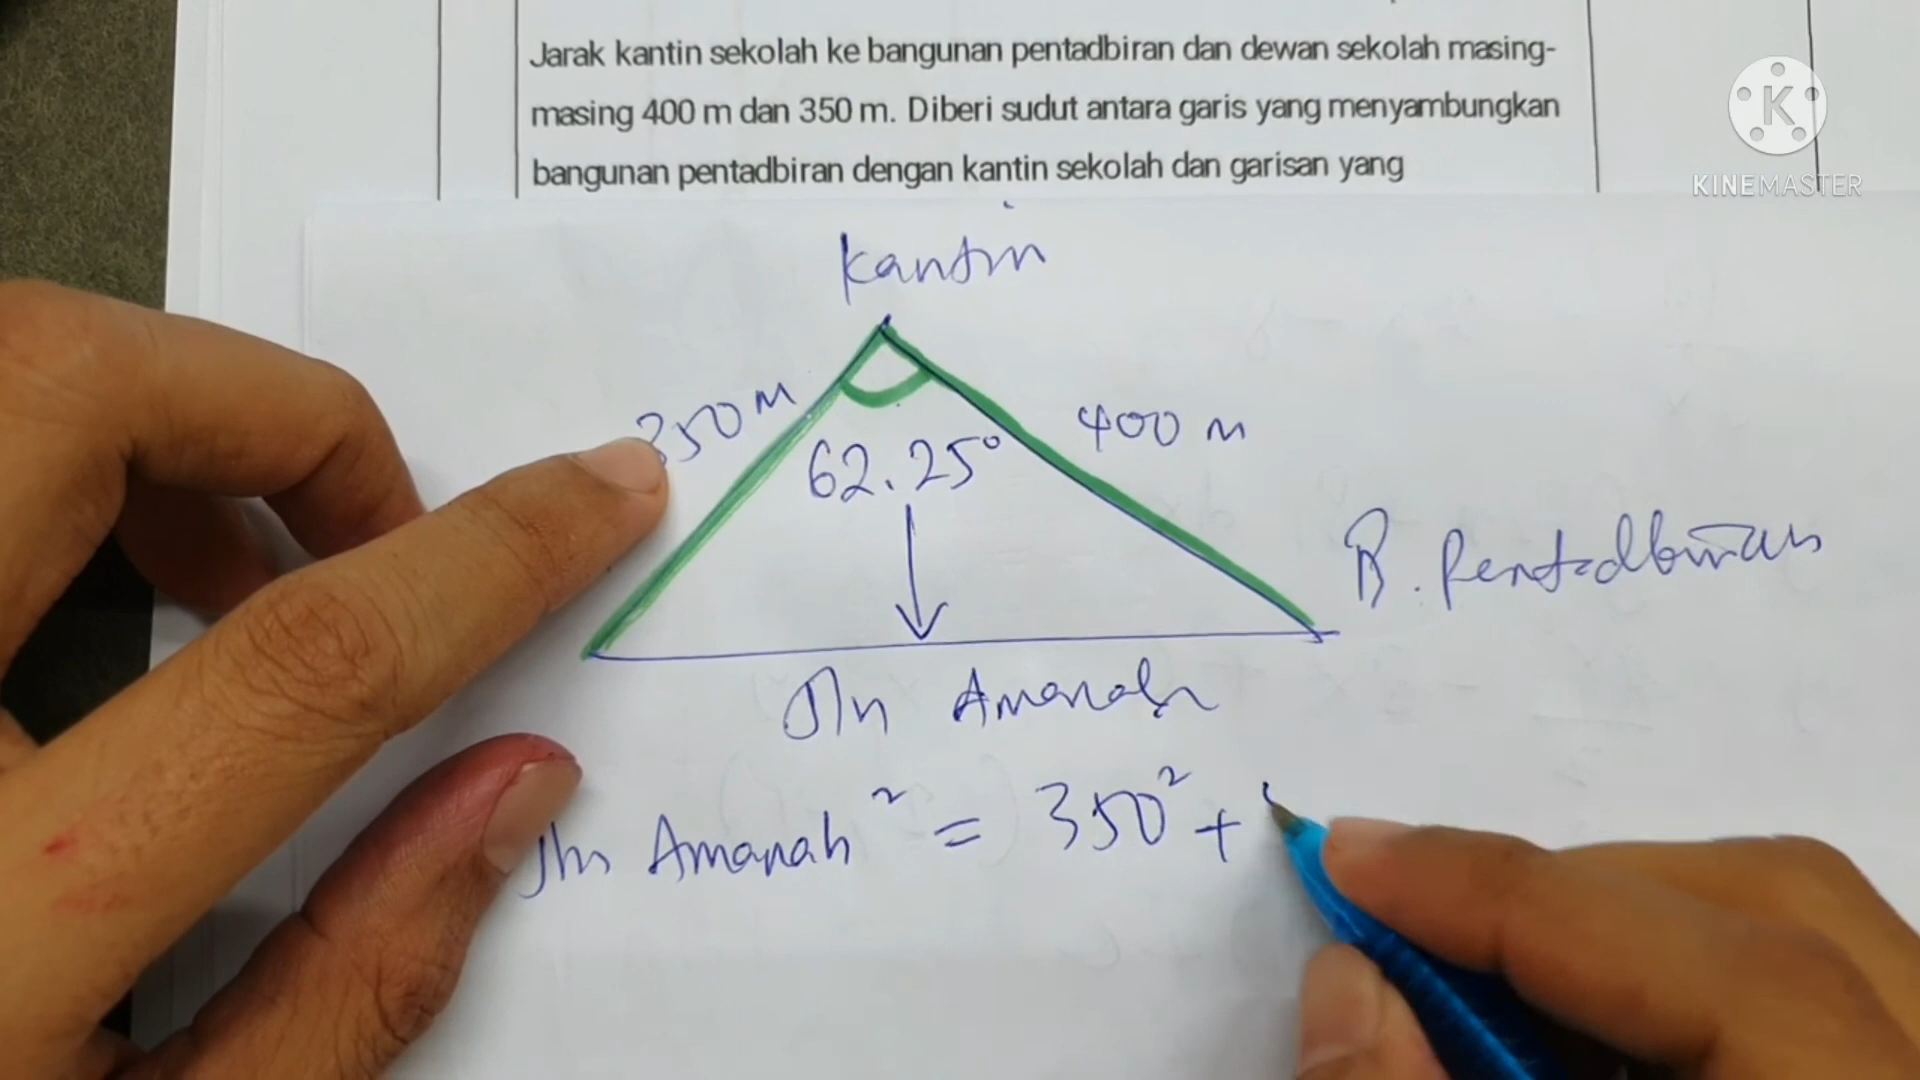 Jarak kantin sekolah ke bangunan pentadbiran dan dewan sekolah masing-
masing 400 m dan 350 m. Diberi sudut antara garis yang menyambungkan
bangunan pentadbiran dengan kantin sekolah dan garisan yang
K
KINEMASTER
Kantin
350 m
400 m
62.25°
B. Pentadbiran
Jln Amanah
Jln Amanah² = 350² +